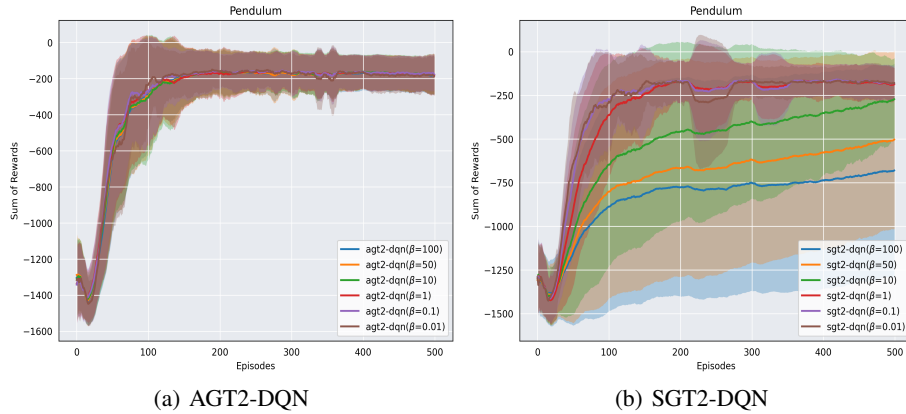 Pendulum
0
−200
−400
−600
−800
−1000
−1200
−1400
−1600
Sum of Rewards
0
100
200
300
400
500
Episodes
agt2-dqn(β=100)
agt2-dqn(β=50)
agt2-dqn(β=10)
agt2-dqn(β=1)
agt2-dqn(β=0.1)
agt2-dqn(β=0.01)
(a) AGT2-DQN
Pendulum
0
−250
−500
−750
−1000
−1250
−1500
Sum of Rewards
0
100
200
300
400
500
Episodes
sgt2-dqn(β=100)
sgt2-dqn(β=50)
sgt2-dqn(β=10)
sgt2-dqn(β=1)
sgt2-dqn(β=0.1)
sgt2-dqn(β=0.01)
(b) SGT2-DQN